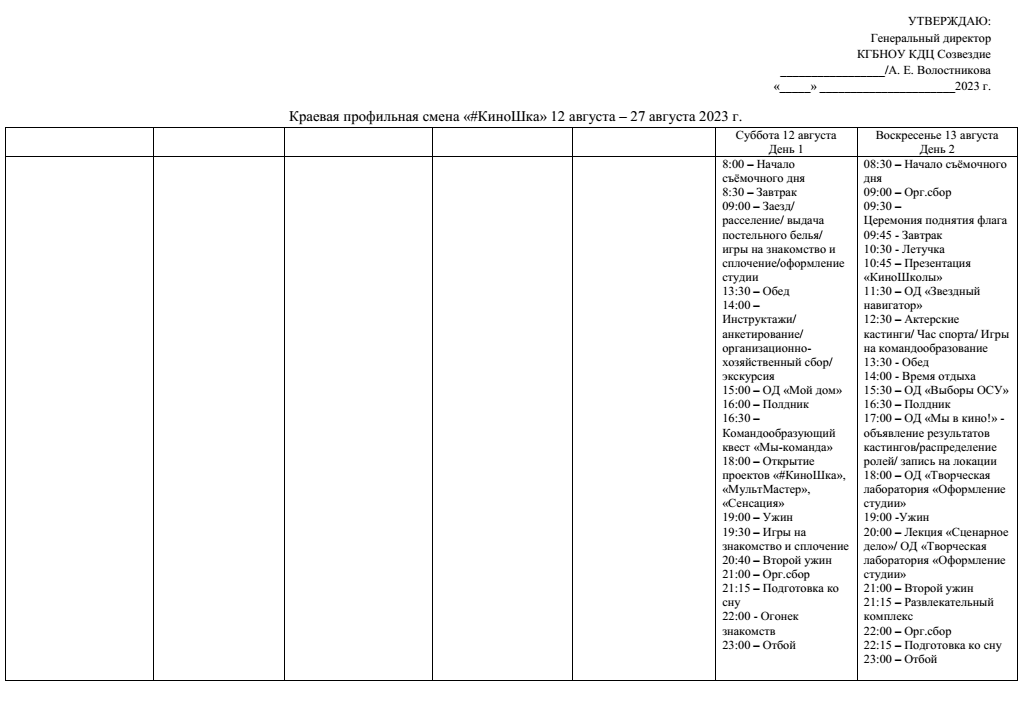 УТВЕРЖДАЮ:
Генеральный директор
КГБНОУ КДЦ Созвездие
_________________/А. Е. Волостникова
«_____» ______________________2023 г.
Краевая профильная смена «#КиноШка» 12 августа – 27 августа 2023 г.
Суббота 12 августа
День 1
8:00 – Начало
съёмочного дня
8:30 – Завтрак
09:00 – Заезд/
расселение/ выдача
постельного белья/
игры на знакомство и
сплочение/оформление
студии
13:30 – Обед
14:00 –
Инструктажи/
анкетирование/
организационно-
хозяйственный сбор/
экскурсия
15:00 – ОД «Мой дом»
16:00 – Полдник
16:30 –
Командообразующий
квест «Мы-команда»
18:00 – Открытие
проектов «#КиноШка»,
«МультМастер»,
«Сенсация»
19:00 – Ужин
19:30 – Игры на
знакомство и сплочение
20:40 – Второй ужин
21:00 – Орг.сбор
21:15 – Подготовка ко
сну
22:00 - Огонек
знакомств
23:00 – Отбой
Воскресенье 13 августа
День 2
08:30 – Начало съёмочного
дня
09:00 – Орг.сбор
09:30 –
Церемония поднятия флага
09:45 - Завтрак
10:30 - Летучка
10:45 – Презентация
«КиноШколы»
11:30 – ОД «Звездный
навигатор»
12:30 – Актерские
кастинги/ Час спорта/ Игры
на командообразование
13:30 - Обед
14:00 - Время отдыха
15:30 – ОД «Выборы ОСУ»
16:30 – Полдник
17:00 – ОД «Мы в кино!» -
объявление результатов
кастингов/распределение
ролей/ запись на локации
18:00 – ОД «Творческая
лаборатория «Оформление
студии»
19:00 -Ужин
20:00 – Лекция «Сценарное
дело»/ ОД «Творческая
лаборатория «Оформление
студии»
21:00 – Второй ужин
21:15 – Развлекательный
комплекс
22:00 – Орг.сбор
22:15 – Подготовка ко сну
23:00 – Отбой